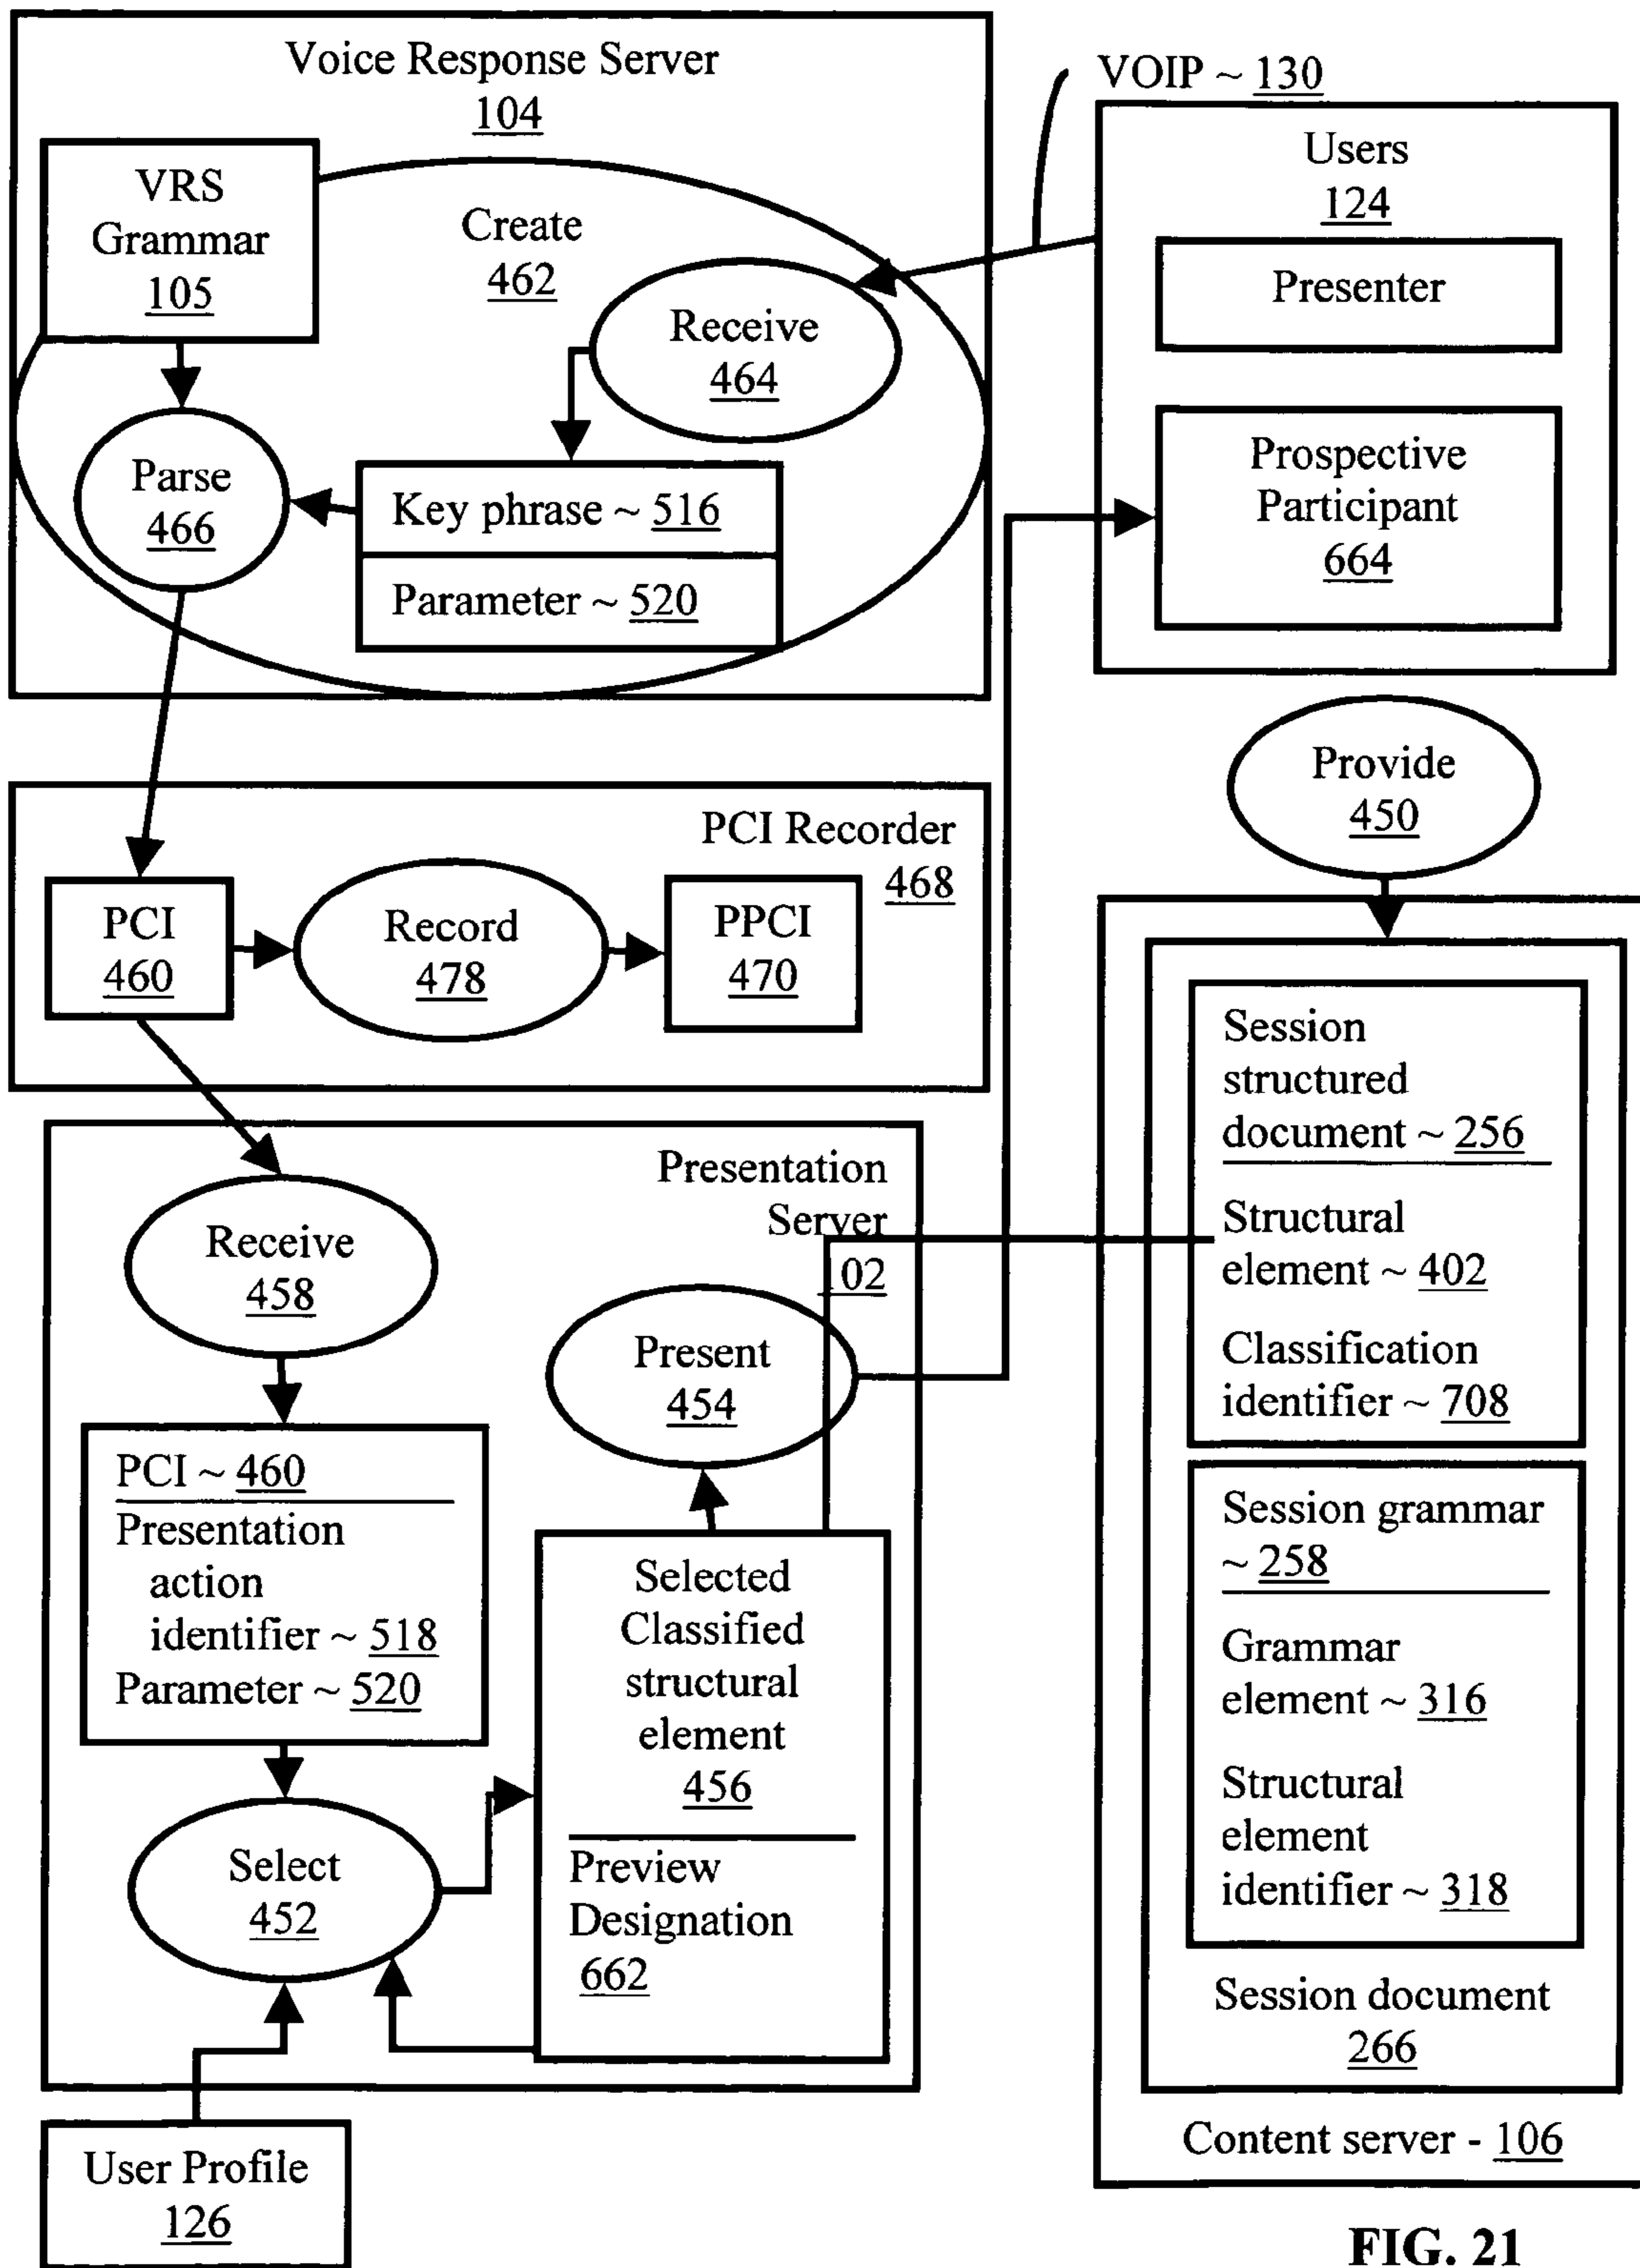 Voice Response Server
104
VRS
Grammar
105
Create
462
Receive
464
Parse
466
Key phrase ~ 516
Parameter ~ 520
VOIP ~ 130
Users
124
Presenter
Prospective
Participant
664
PCI Recorder
468
PCI
460
Record
478
PPCI
470
Provide
450
Presentation
Server
102
Receive
458
Present
454
PCI ~ 460
Presentation
action
identifier ~ 518
Parameter ~ 520
Select
452
Selected
Classified
structural
element
456
Preview
Designation
662
User Profile
126
Session
structured
document ~ 256
Structural
element ~ 402
Classification
identifier ~ 708
Session grammar
~ 258
Grammar
element ~ 316
Structural
element
identifier ~ 318
Session document
266
Content server - 106
FIG. 21